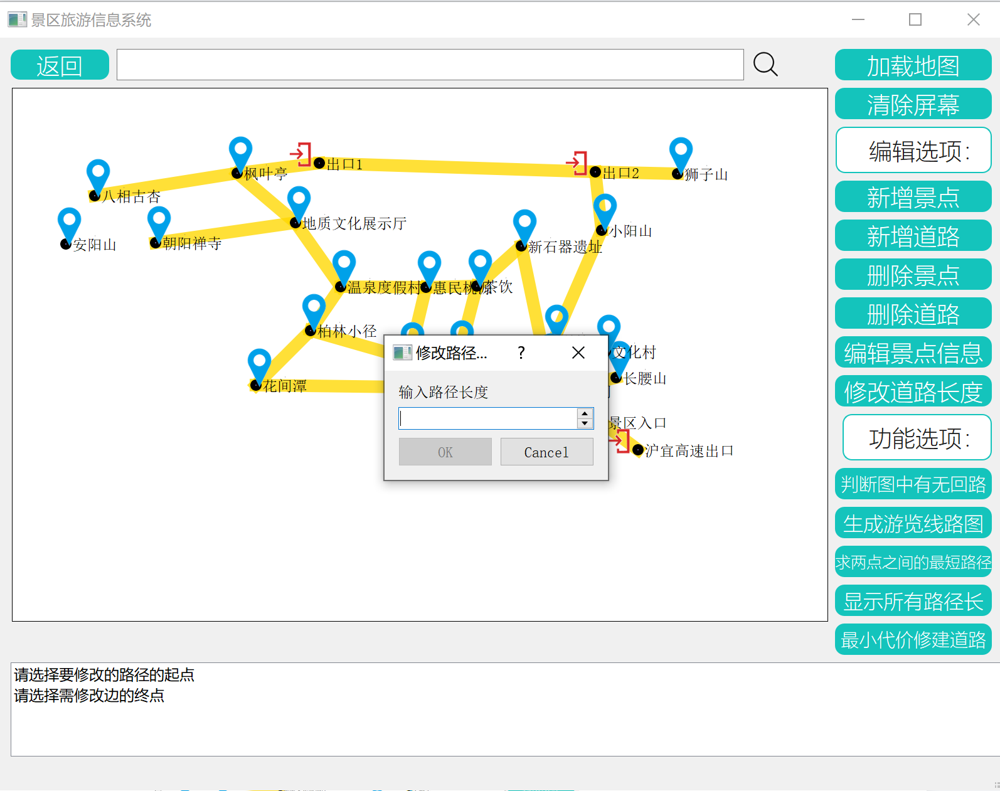 景区旅游信息系统
返回
加载地图
清除屏幕
编辑选项：
新增景点
新增道路
删除景点
删除道路
编辑景点信息
修改道路长度
功能选项：
判断图中有无回路
生成游览线路图
求两点之间的最短路径
显示所有路径长
最小代价修建道路
出口1
枫叶亭
出口2
狮子山
八相古杏
地质文化展示厅
小阳山
安阳山
朝阳禅寺
新石器遗址
温泉度假村
惠民桃源
茶饮
柏林小径
文化村
长腰山
花间潭
景区入口
沪宜高速出口
修改路径...
?
输入路径长度
OK
Cancel
请选择要修改的路径的起点
请选择需修改边的终点